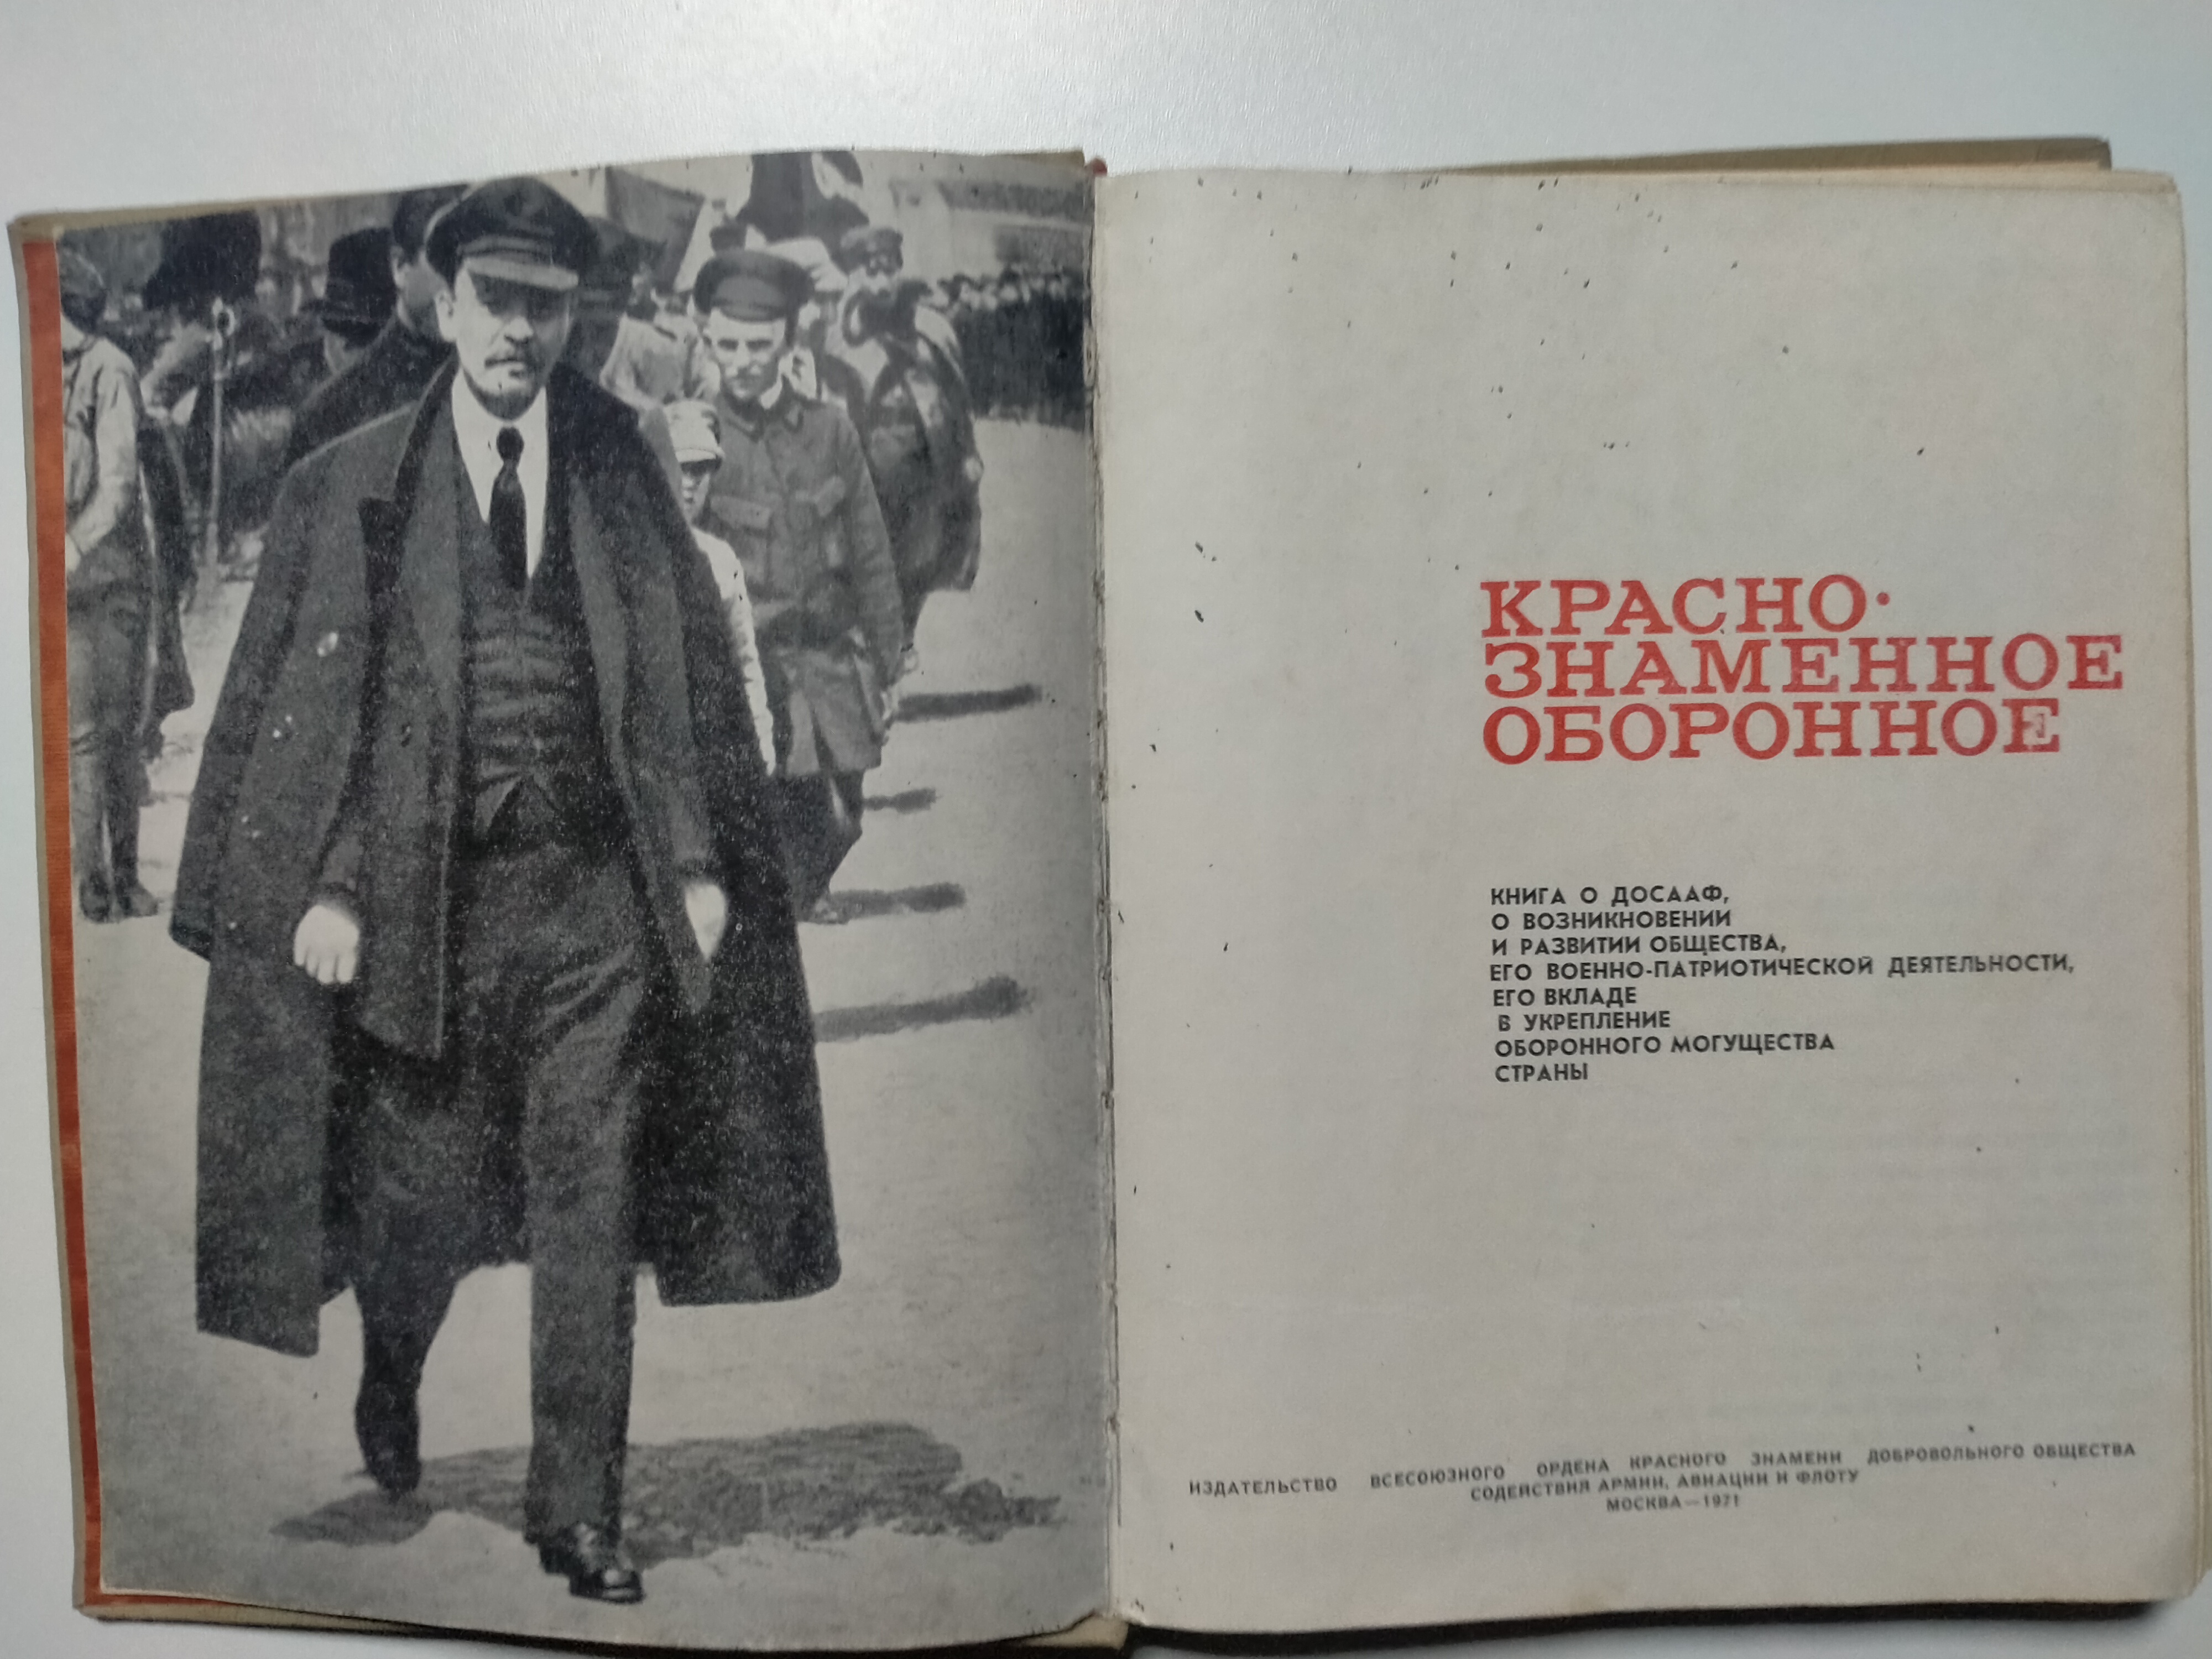 КРАСНО-
ЗНАМЕННОЕ
ОБОРОННОЕ
КНИГА О ДОСААФ,
О ВОЗНИКНОВЕНИИ
И РАЗВИТИИ ОБЩЕСТВА,
ЕГО ВОЕННО-ПАТРИОТИЧЕСКОЙ ДЕЯТЕЛЬНОСТИ,
ЕГО ВКЛАДЕ
В УКРЕПЛЕНИЕ
ОБОРОННОГО МОГУЩЕСТВА
СТРАНЫ
ИЗДАТЕЛЬСТВО ВСЕСОЮЗНОГО ОРДЕНА КРАСНОГО ЗНАМЕНИ ДОБРОВОЛЬНОГО ОБЩЕСТВА
СОДЕЙСТВИЯ АРМИИ, АВИАЦИИ И ФЛОТУ
МОСКВА—1971